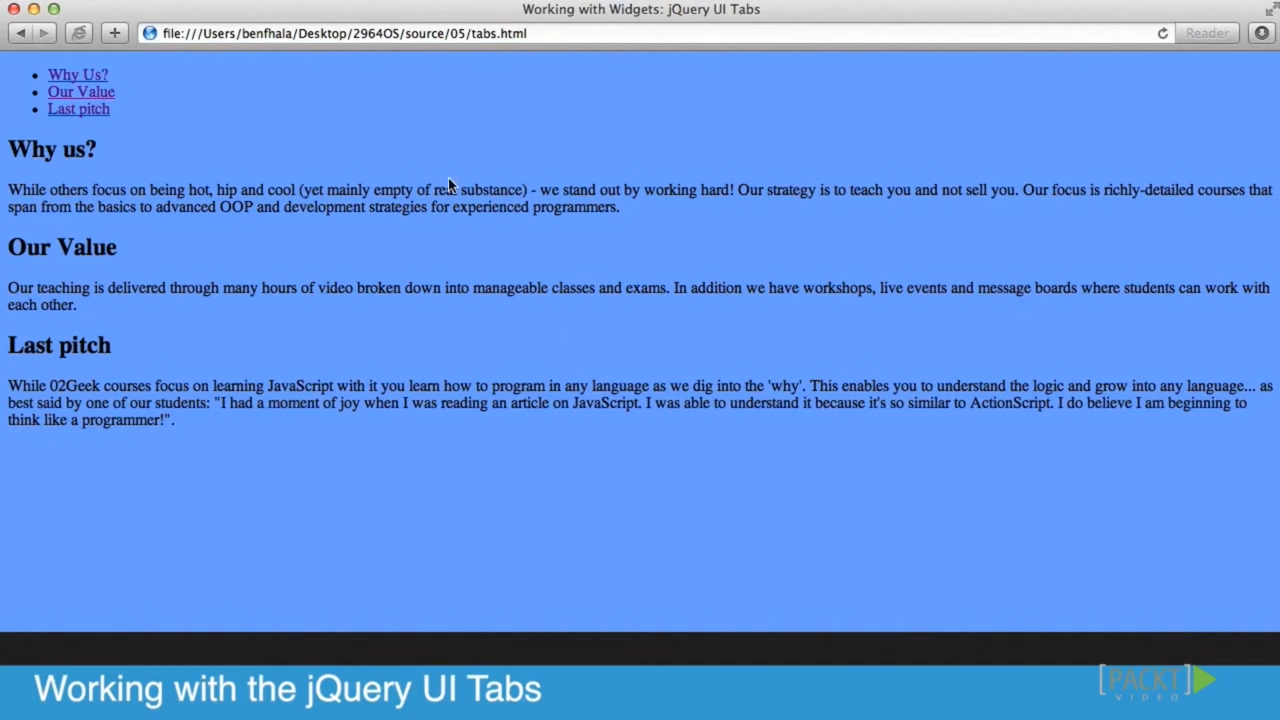 Working with Widgets: jQuery UI Tabs
file:///Users/benfhala/Desktop/2964OS/source/05/tabs.html
Reader
Why Us?
Our Value
Last pitch
Why us?
While others focus on being hot, hip and cool (yet mainly empty of real substance) - we stand out by working hard! Our strategy is to teach you and not sell you. Our focus is richly-detailed courses that
span from the basics to advanced OOP and development strategies for experienced programmers.
Our Value
Our teaching is delivered through many hours of video broken down into manageable classes and exams. In addition we have workshops, live events and message boards where students can work with
each other.
Last pitch
While 02Geek courses focus on learning JavaScript with it you learn how to program in any language as we dig into the 'why'. This enables you to understand the logic and grow into any language... as
best said by one of our students: "I had a moment of joy when I was reading an article on JavaScript. I was able to understand it because it's so similar to ActionScript. I do believe I am beginning to
think like a programmer!".
Working with the jQuery UI Tabs
[PACKT]
VIDEO